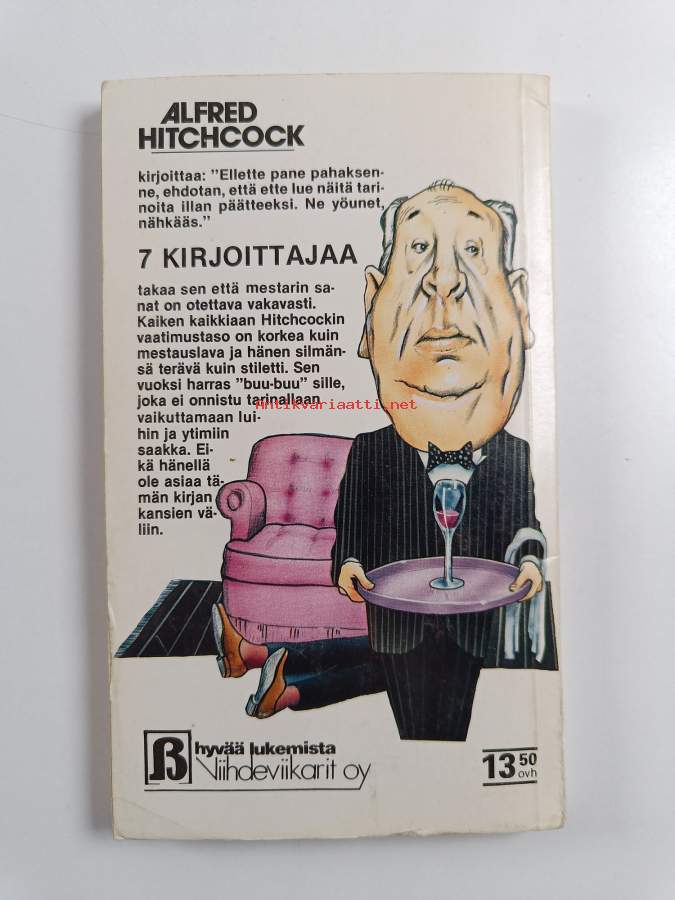 ALFRED
HITCHCOCK
kirjoittaa: "Ellette pane pahaksen-
ne, ehdotan, että ette lue näitä tari-
noita illan päätteeksi. Ne yöunet,
nähkääs."
7 KIRJOITTAJAA
takaa sen että mestarin sa-
nat on otettava vakavasti.
Kaiken kaikkiaan Hitchcockin
vaatimustaso on korkea kuin
mestauslava ja hänen silmän-
sä terävä kuin stiletti. Sen
vuoksi harras "buu-buu" sille,
joka ei onnistu tarinallaan
Antikvariaatti.net
vaikuttamaan lui-
hin ja ytimiin
saakka. Ei-
kä hänellä
ole asiaa tä-
män kirjan
kansien vä-
liin.
hyvää lukemista
Viihdeviikarit oy
13 50
ovh